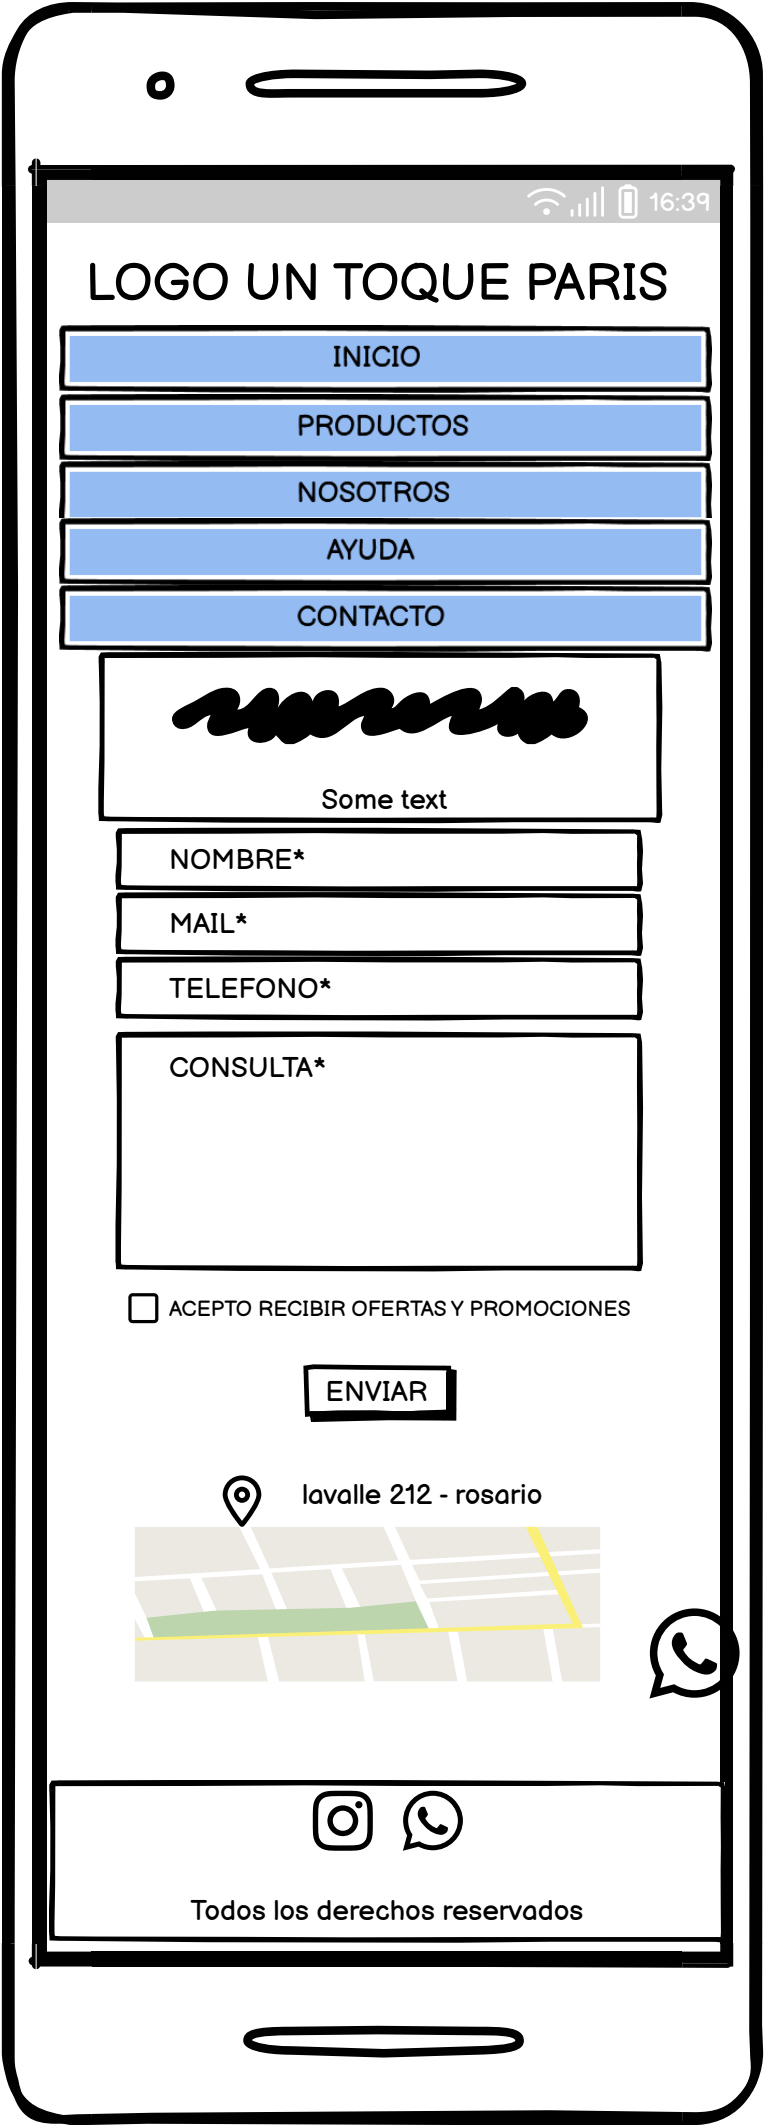 16:39
LOGO UN TOQUE PARIS
INICIO
PRODUCTOS
NOSOTROS
AYUDA
CONTACTO
Some text
NOMBRE*
MAIL*
TELEFONO*
CONSULTA*
ACEPTO RECIBIR OFERTAS Y PROMOCIONES
ENVIAR
lavalle 212 - rosario
Todos los derechos reservados